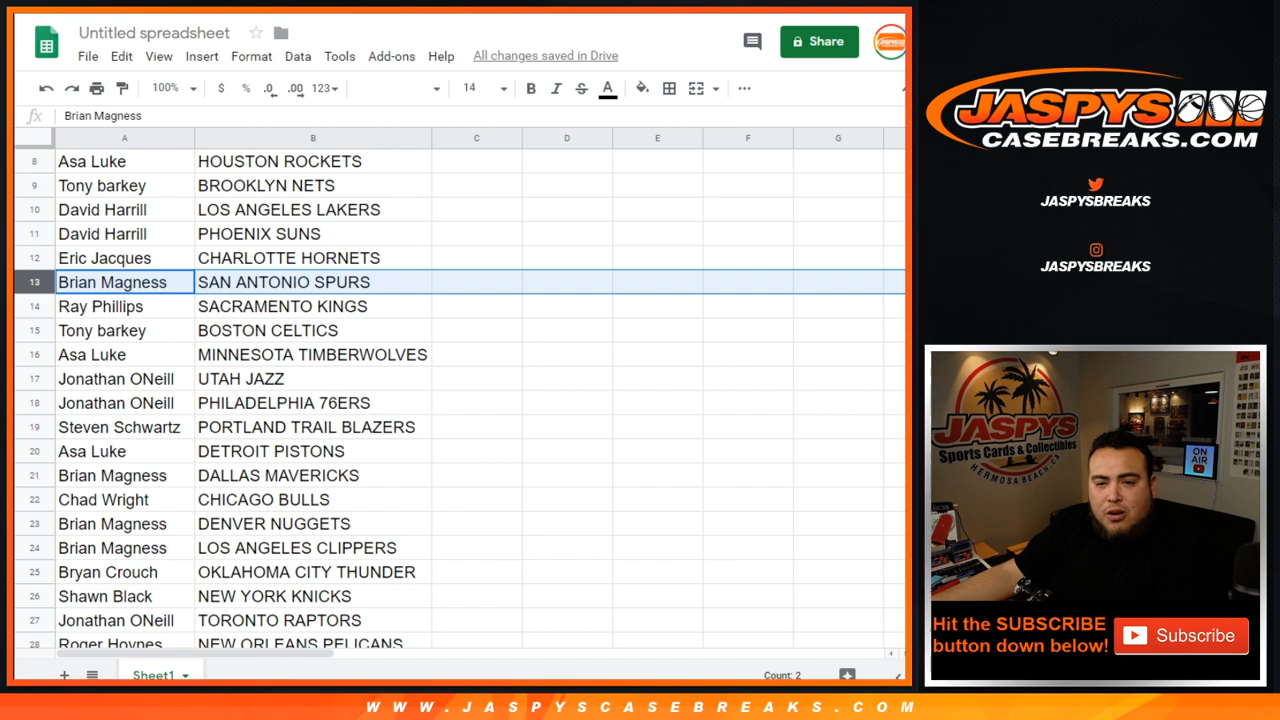 Untitled spreadsheet
File Edit View Insert Format Data Tools Add-ons Help All changes saved in Drive
Share
100% $ % .0 .00 123 14 B I S A
fx Brian Magness
A B C D E F G
8 Asa Luke HOUSTON ROCKETS
9 Tony barkey BROOKLYN NETS
10 David Harrill LOS ANGELES LAKERS
11 David Harrill PHOENIX SUNS
12 Eric Jacques CHARLOTTE HORNETS
13 Brian Magness SAN ANTONIO SPURS
14 Ray Phillips SACRAMENTO KINGS
15 Tony barkey BOSTON CELTICS
16 Asa Luke MINNESOTA TIMBERWOLVES
17 Jonathan ONeill UTAH JAZZ
18 Jonathan ONeill PHILADELPHIA 76ERS
19 Steven Schwartz PORTLAND TRAIL BLAZERS
20 Asa Luke DETROIT PISTONS
21 Brian Magness DALLAS MAVERICKS
22 Chad Wright CHICAGO BULLS
23 Brian Magness DENVER NUGGETS
24 Brian Magness LOS ANGELES CLIPPERS
25 Bryan Crouch OKLAHOMA CITY THUNDER
26 Shawn Black NEW YORK KNICKS
27 Jonathan ONeill TORONTO RAPTORS
28 Roger Hoynes NEW ORLEANS PELICANS
Sheet1
Count: 2
JASPYS
CASEBREAKS.COM
JASPYSBREAKS
JASPYSBREAKS
JASPYS
Sports Cards & Collectibles
HERMOSA BEACH, CA
ON AIR
Hit the SUBSCRIBE
button down below!
Subscribe
WWW.JASPYSCASEBREAKS.COM